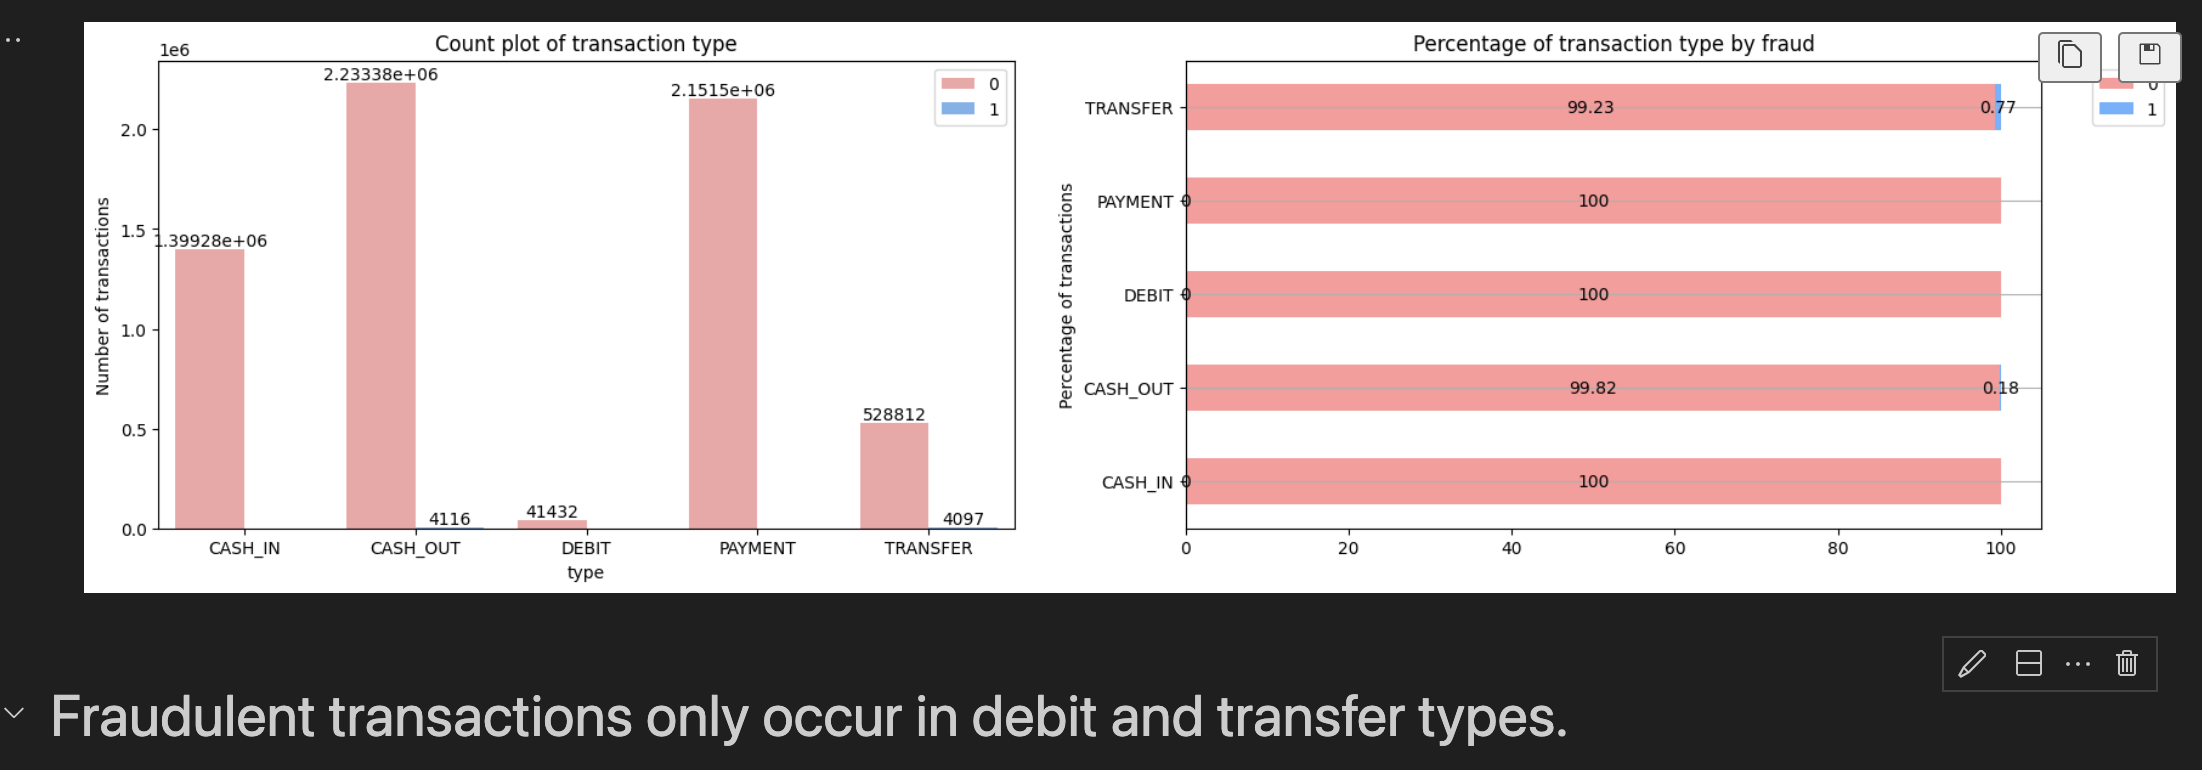 Count plot of transaction type
1e6
2.23338e+06
2.1515e+06
1.39928e+06
528812
4116
41432
4097
0
1
2.0
1.5
1.0
0.5
0.0
Number of transactions
CASH_IN
CASH_OUT
DEBIT
PAYMENT
TRANSFER
type
Percentage of transaction type by fraud
0
1
Percentage of transactions
TRANSFER 99.23 0.77
PAYMENT 0 100
DEBIT 0 100
CASH_OUT 99.82 0.18
CASH_IN 0 100
0 20 40 60 80 100
Fraudulent transactions only occur in debit and transfer types.